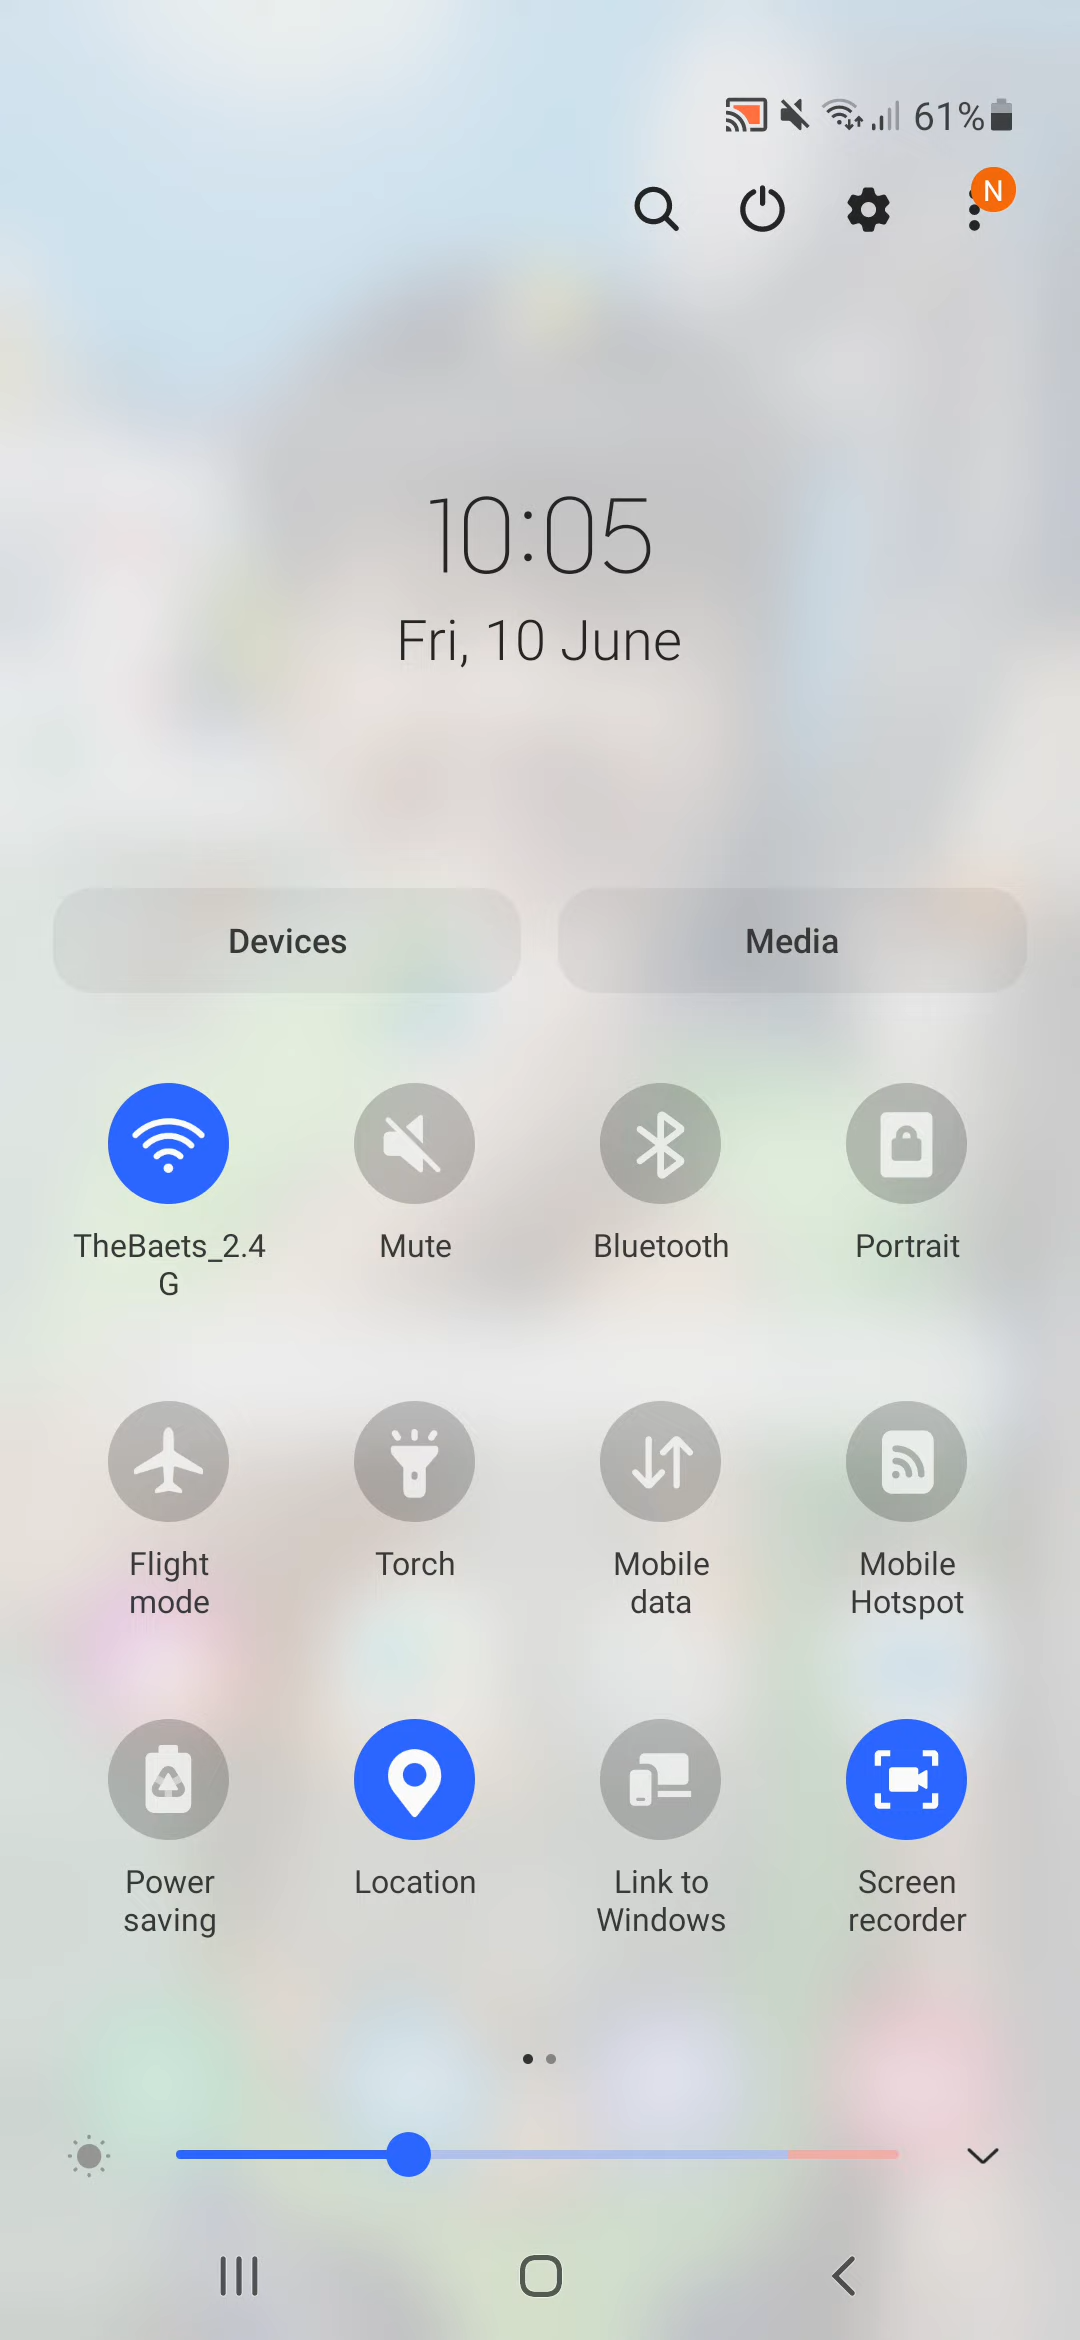 61%
N
10:05
Fri, 10 June
Devices
Media
TheBaets_2.4
G
Mute
Bluetooth
Portrait
Flight
mode
Torch
Mobile
data
Mobile
Hotspot
Power
saving
Location
Link to
Windows
Screen
recorder